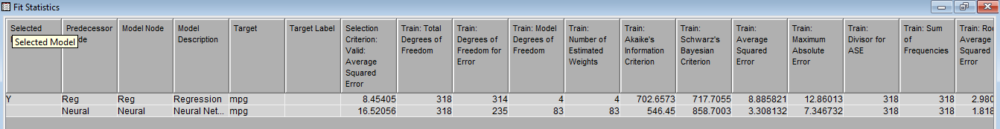 Fit Statistics
Selected Predecessor Model Node Model Target Target Label Selection Train: Total Train: Train: Model Train: Train: Train: Train: Train: Train: Train: Sum Train: Roo
Description Criterion: Degrees of Degrees of Degrees of Number of Akaike's Schwarz's Average Maximum Divisor for of Average
Selected Model de Valid: Freedom Freedom for Freedom Estimated Information Bayesian Squared Absolute ASE Frequencies Squared
Average Error Weights Criterion Criterion Error Error Error
Squared
Error
Y Reg Reg Regression mpg 8.45405 318 314 4 4 702.6573 717.7055 8.885821 12.86013 318 318 2.980
Neural Neural Neural Net... mpg 16.52056 318 235 83 83 546.45 858.7003 3.308132 7.346732 318 318 1.818